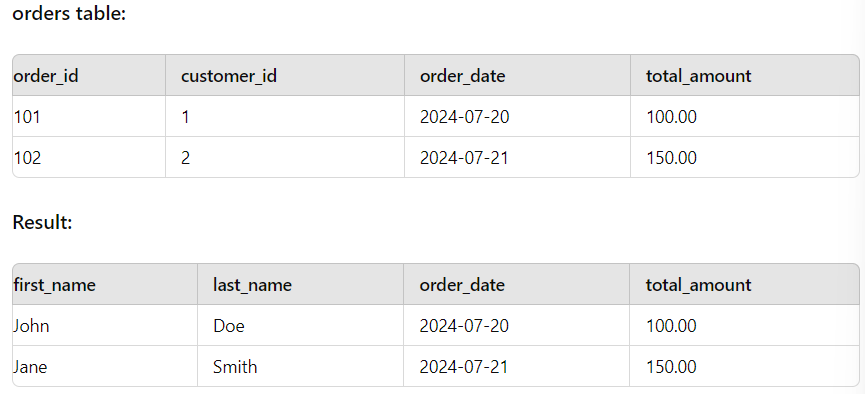 orders table:
order_id customer_id order_date total_amount
101 1 2024-07-20 100.00
102 2 2024-07-21 150.00
Result:
first_name last_name order_date total_amount
John Doe 2024-07-20 100.00
Jane Smith 2024-07-21 150.00